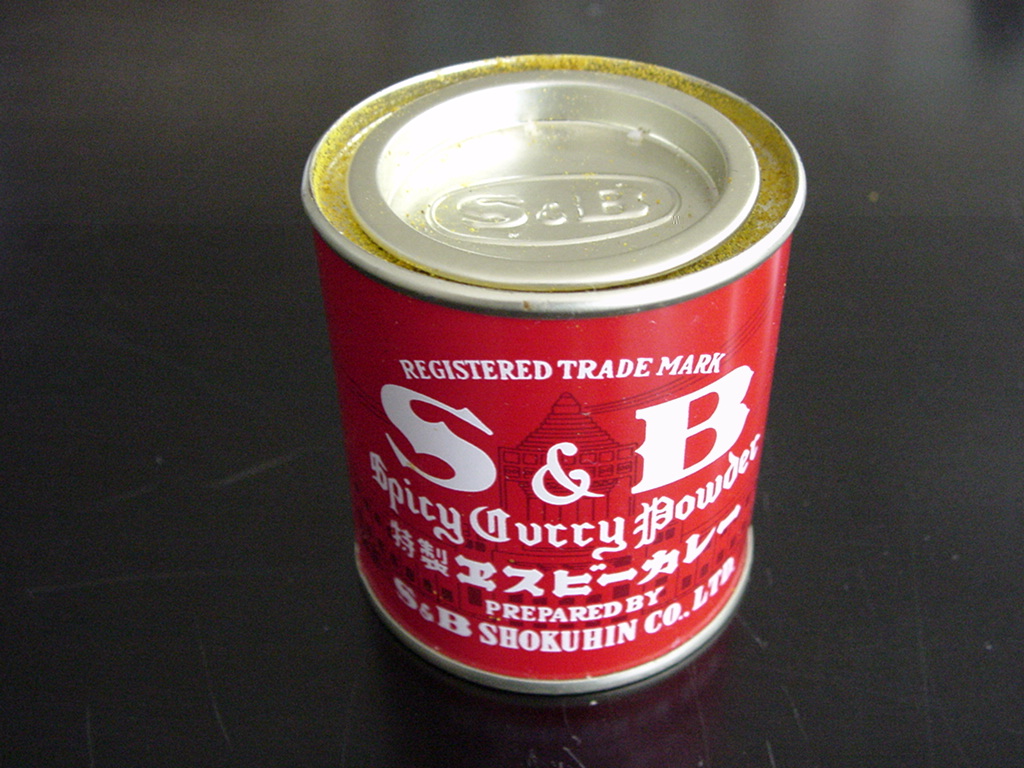 S&B
REGISTERED TRADE MARK
S & B
Spicy Curry Powder
特製ヱスビーカレー
PREPARED BY
S&B SHOKUHIN CO., LTD.